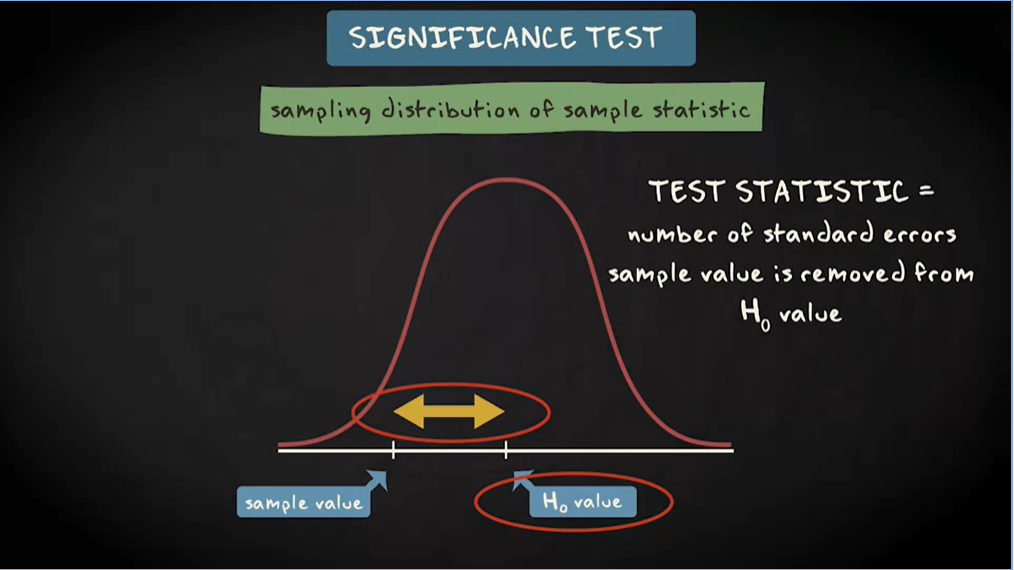 SIGNIFICANCE TEST
sampling distribution of sample statistic
TEST STATISTIC =
number of standard errors
sample value is removed from
H₀ value
sample value
H₀ value